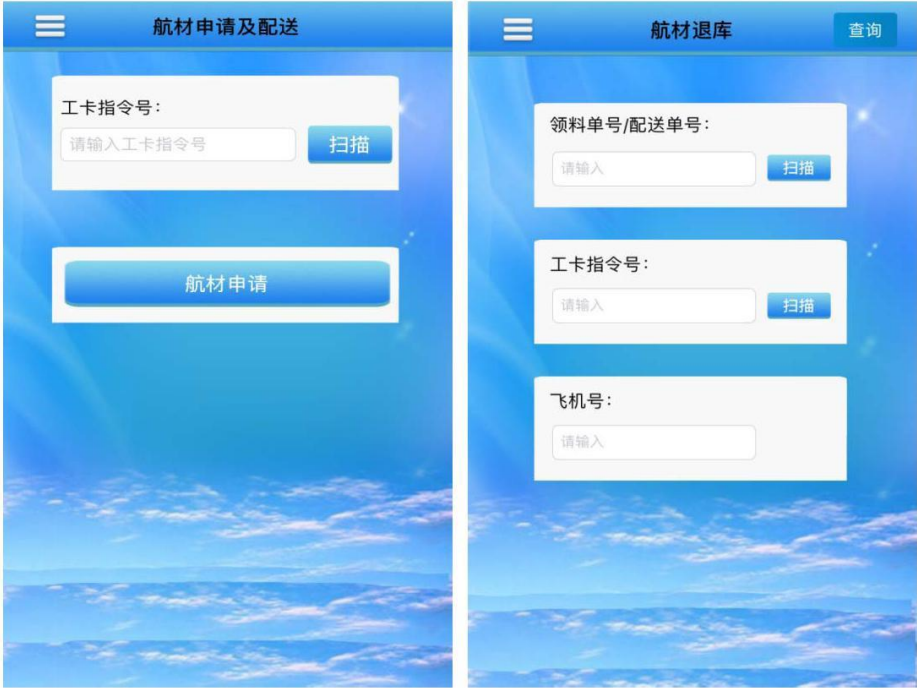 航材申请及配送
工卡指令号：
请输入工卡指令号
扫描
航材申请
航材退库
查询
领料单号/配送单号：
请输入
扫描
工卡指令号：
请输入
扫描
飞机号：
请输入